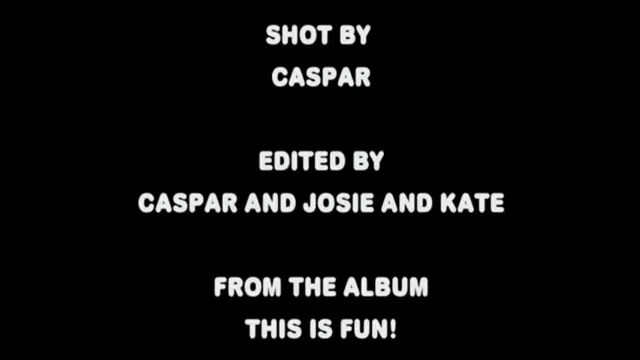 SHOT BY
CASPAR
EDITED BY
CASPAR AND JOSIE AND KATE
FROM THE ALBUM
THIS IS FUN!